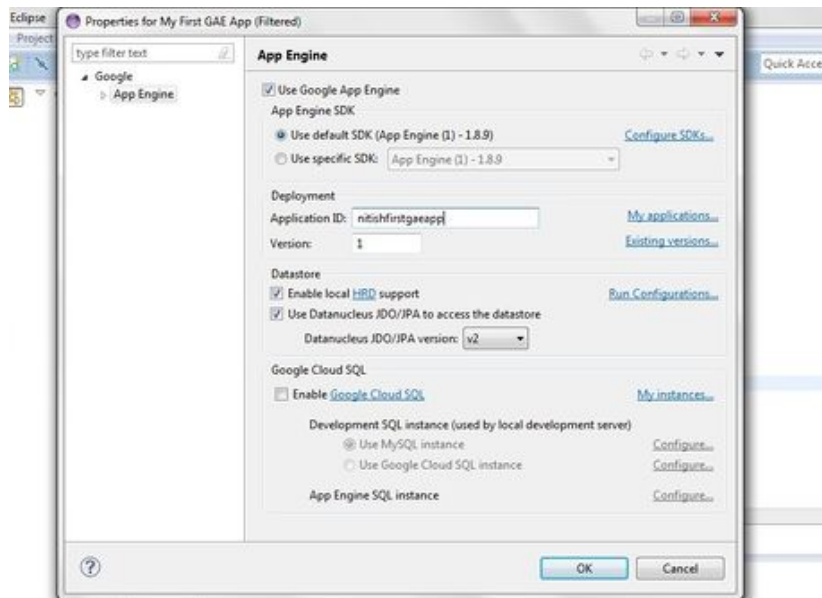 Eclipse
Properties for My First GAE App (Filtered)
Project
type filter text
Google
App Engine
App Engine
Quick Acce
Use Google App Engine
App Engine SDK
Use default SDK (App Engine (1) - 1.8.9)
Configure SDKs...
Use specific SDK:
App Engine (1) - 1.8.9
Deployment
Application ID:
nitishfirstgaeapp
My applications...
Version:
1
Existing versions...
Datastore
Enable local HRD support
Run Configurations...
Use Datanucleus JDO/JPA to access the datastore
Datanucleus JDO/JPA version:
v2
Google Cloud SQL
Enable Google Cloud SQL
My instances...
Development SQL instance (used by local development server)
Use MySQL instance
Configure...
Use Google Cloud SQL instance
Configure...
App Engine SQL instance
Configure...
?
OK
Cancel